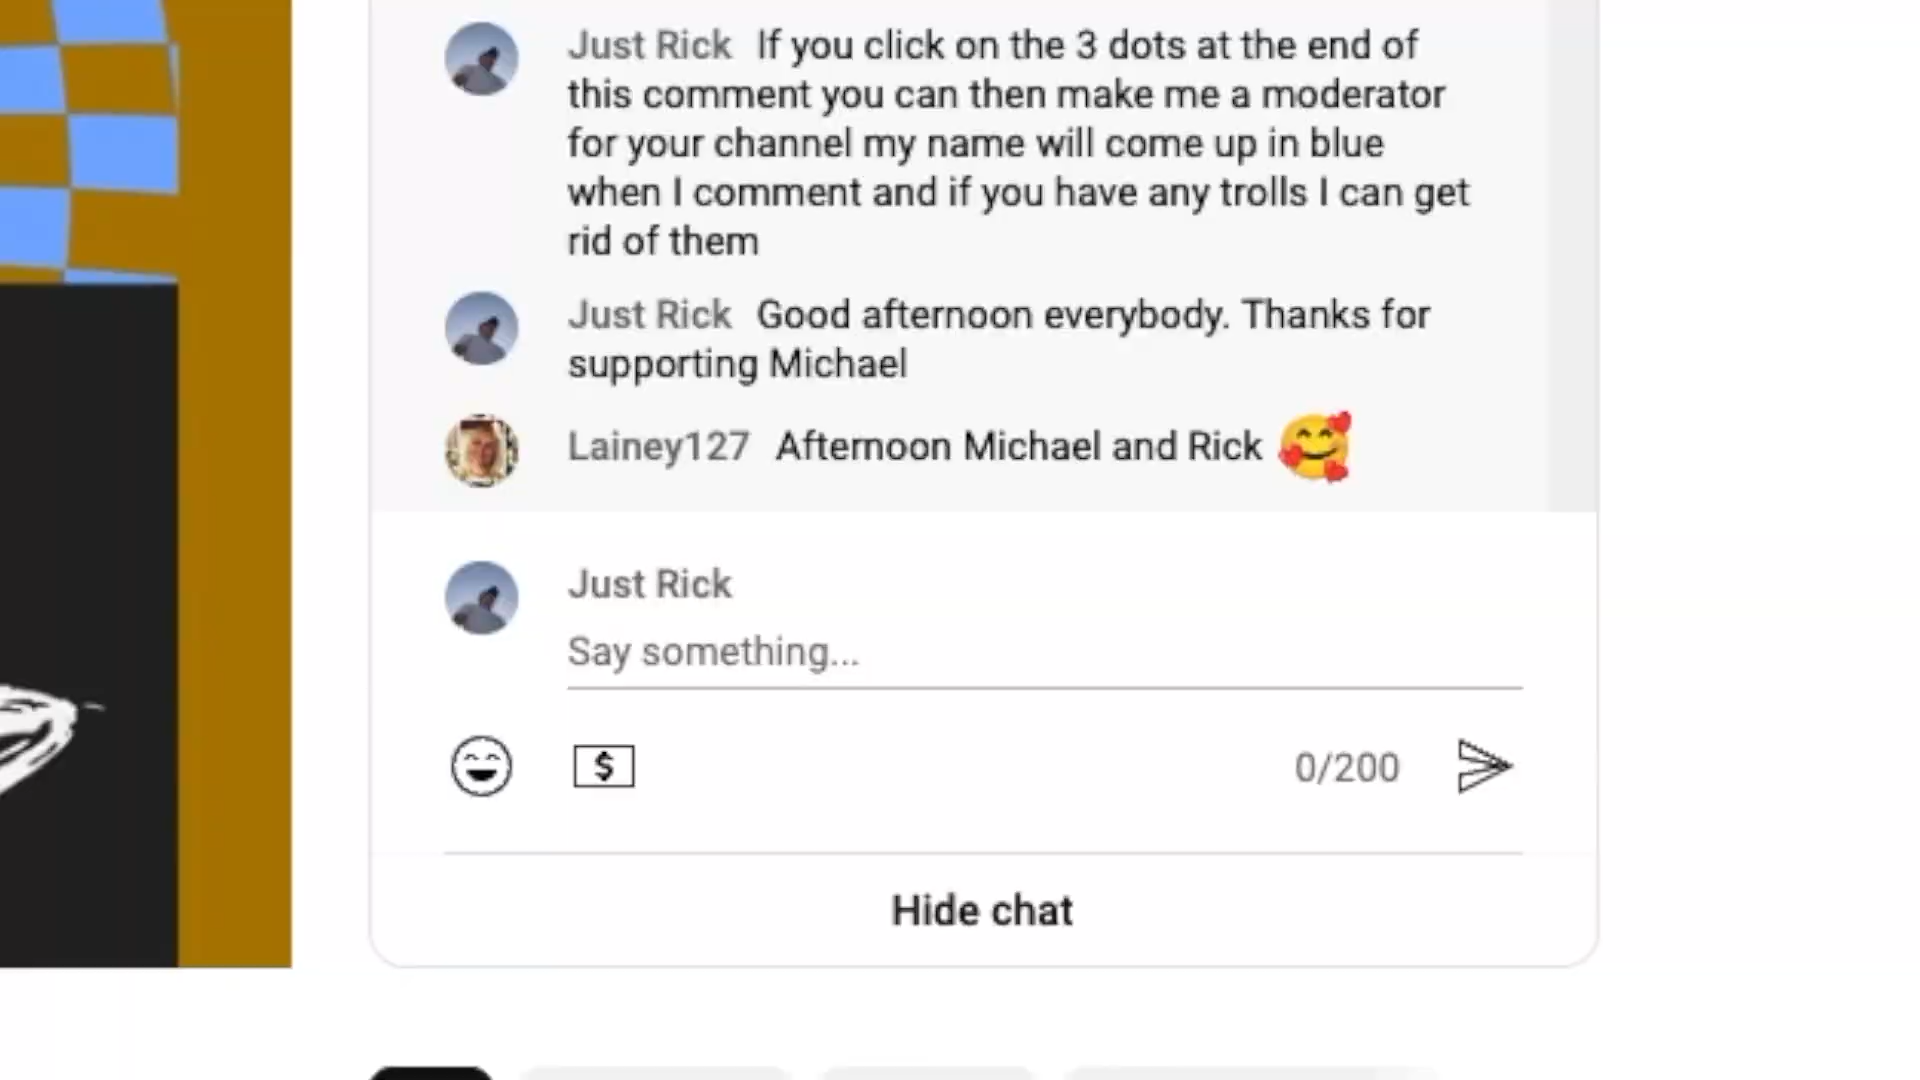 Just Rick If you click on the 3 dots at the end of
this comment you can then make me a moderator
for your channel my name will come up in blue
when I comment and if you have any trolls I can get
rid of them
Just Rick Good afternoon everybody. Thanks for
supporting Michael
Lainey127 Afternoon Michael and Rick 🥰
Just Rick
Say something...
$
0/200
Hide chat